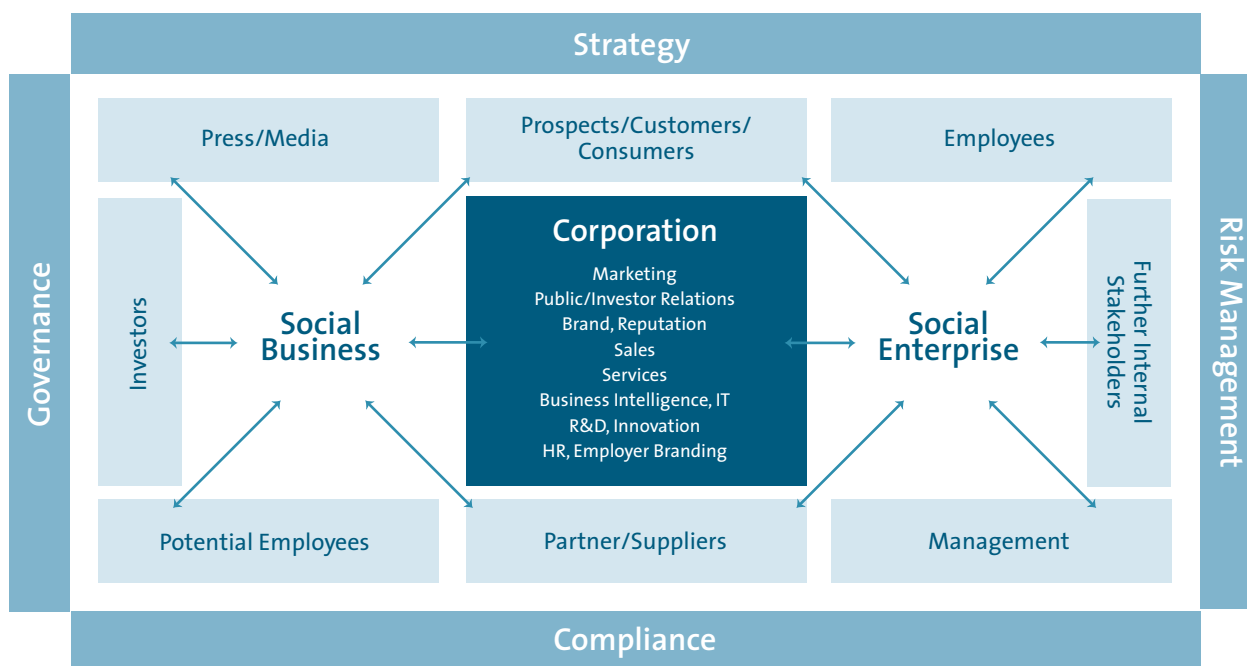 Strategy
Governance
Press/Media
Prospects/Customers/
Consumers
Employees
Investors
Social
Business
Corporation
Marketing
Public/Investor Relations
Brand, Reputation
Sales
Services
Business Intelligence, IT
R&D, Innovation
HR, Employer Branding
Social
Enterprise
Further Internal
Stakeholders
Risk Management
Potential Employees
Partner/Suppliers
Management
Compliance